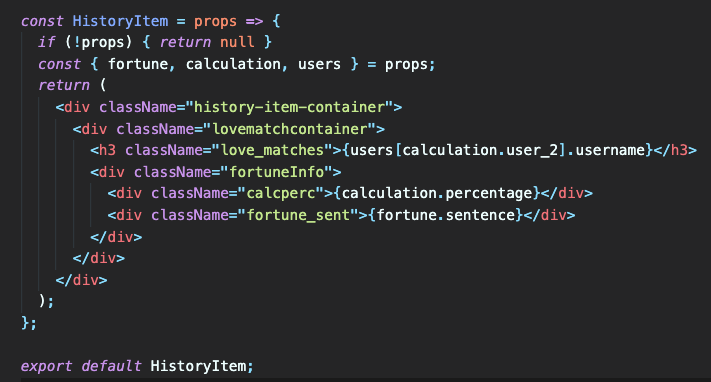 const HistoryItem = props => {
  if (!props) { return null }
  const { fortune, calculation, users } = props;
  return (
    <div className="history-item-container">
      <div className="lovematchcontainer">
        <h3 className="love_matches">{users[calculation.user_2].username}</h3>
        <div className="fortuneInfo">
          <div className="calcperc">{calculation.percentage}</div>
          <div className="fortune_sent">{fortune.sentence}</div>
        </div>
      </div>
    </div>
  );
};

export default HistoryItem;